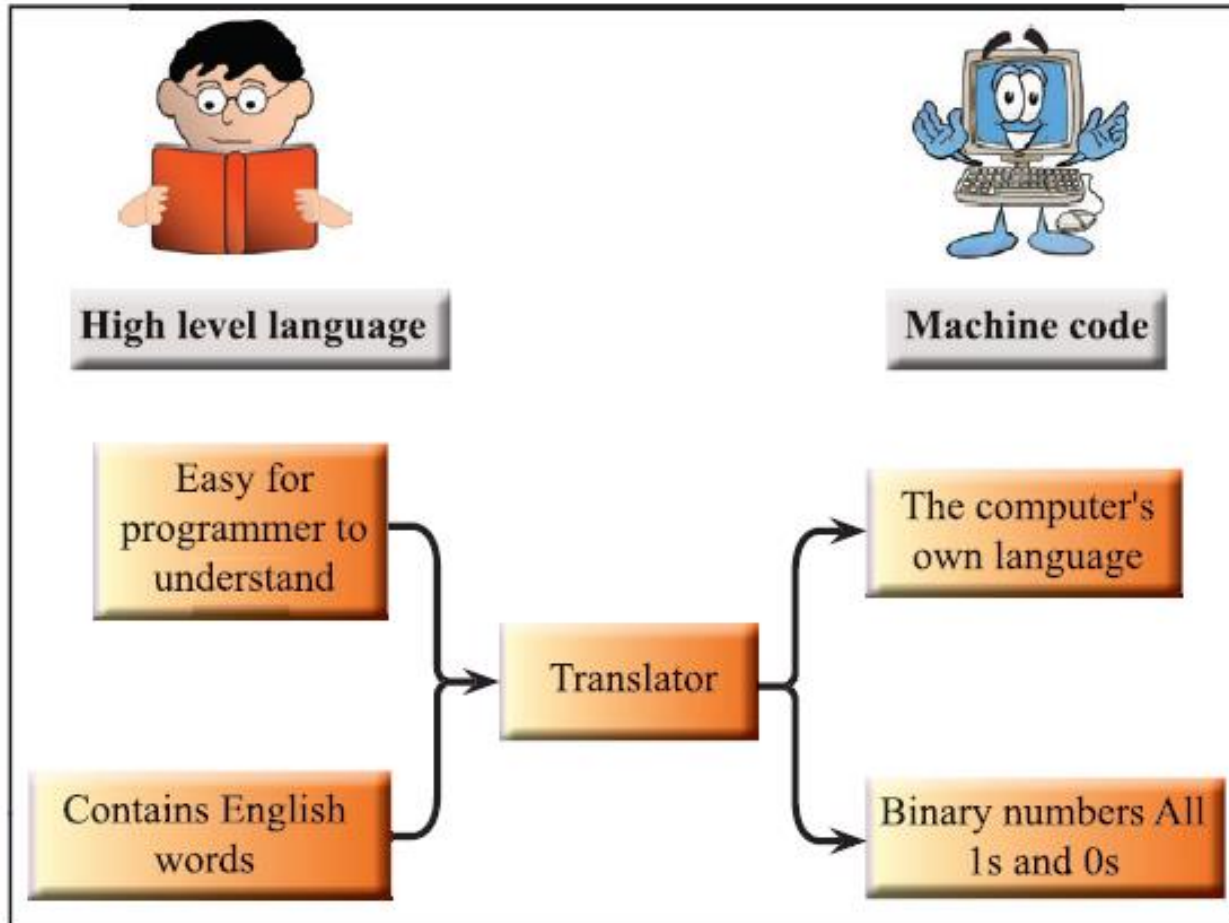 High level language
Machine code
Easy for
programmer to
understand
Contains English
words
Translator
The computer's
own language
Binary numbers All
1s and 0s